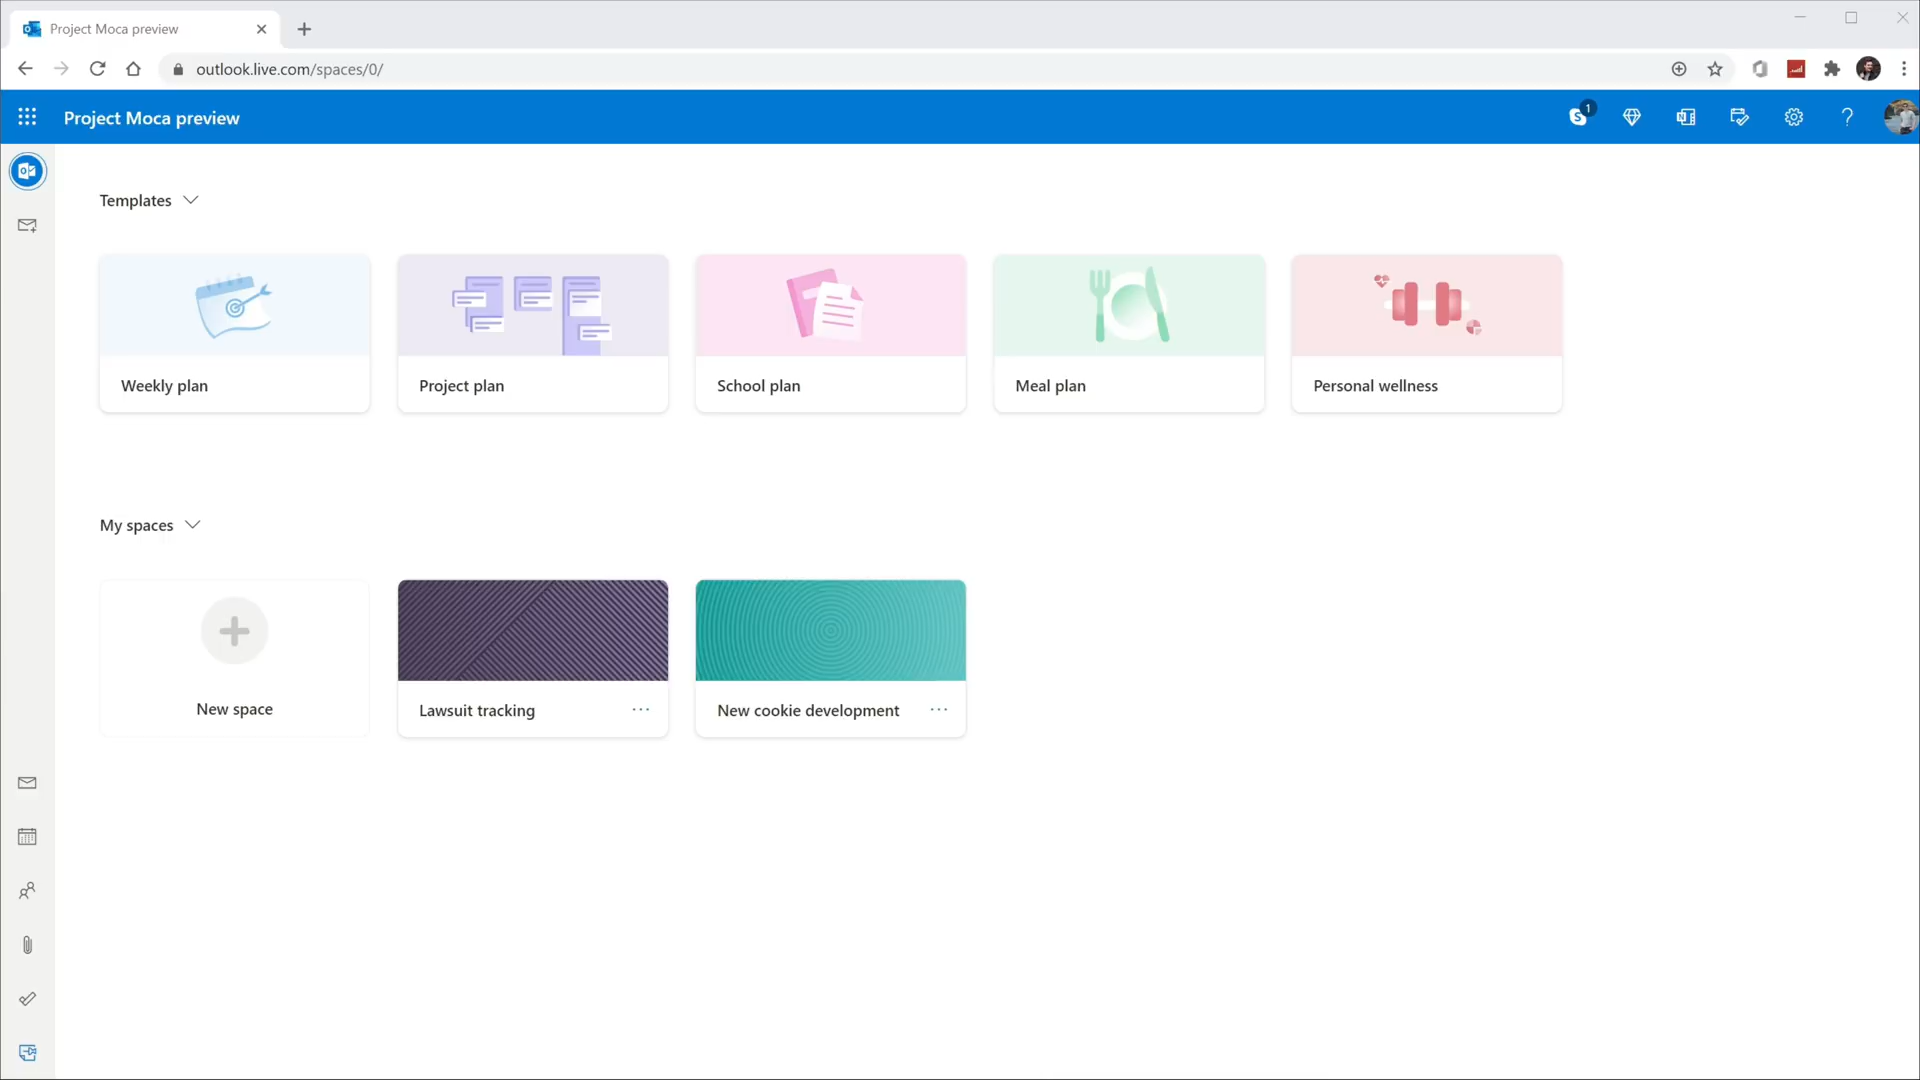 Project Moca preview
outlook.live.com/spaces/0/
Project Moca preview
1
Templates
Weekly plan
Project plan
School plan
Meal plan
Personal wellness
My spaces
New space
Lawsuit tracking
New cookie development